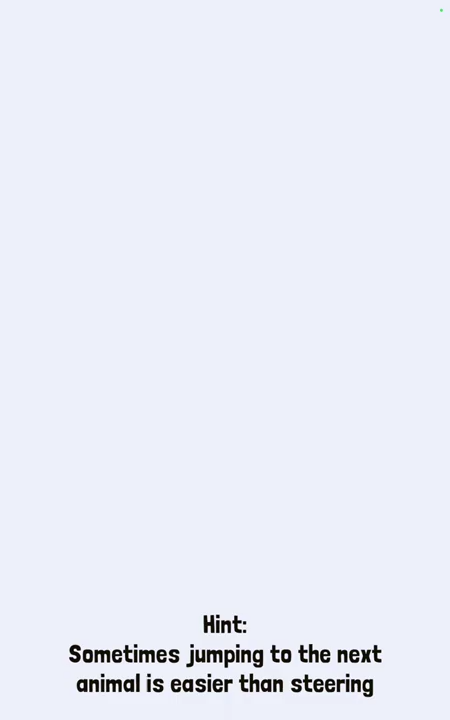 Hint:
Sometimes jumping to the next
animal is easier than steering